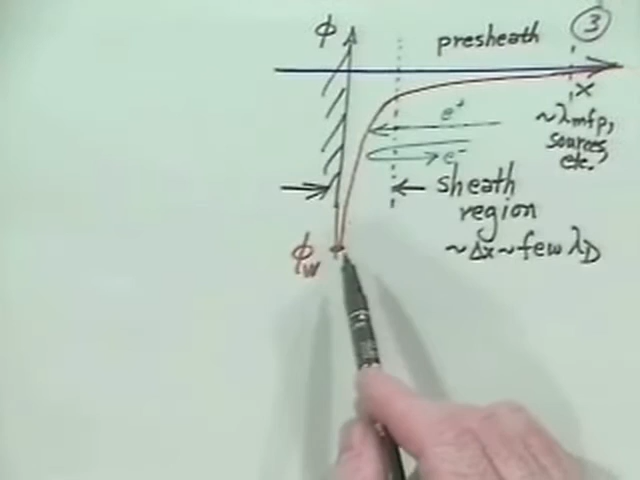 ϕ
presheath
3
x
e⁺
e⁻
~λmfp,
sources,
etc.
sheath
region
~Δx~few λD
ϕW